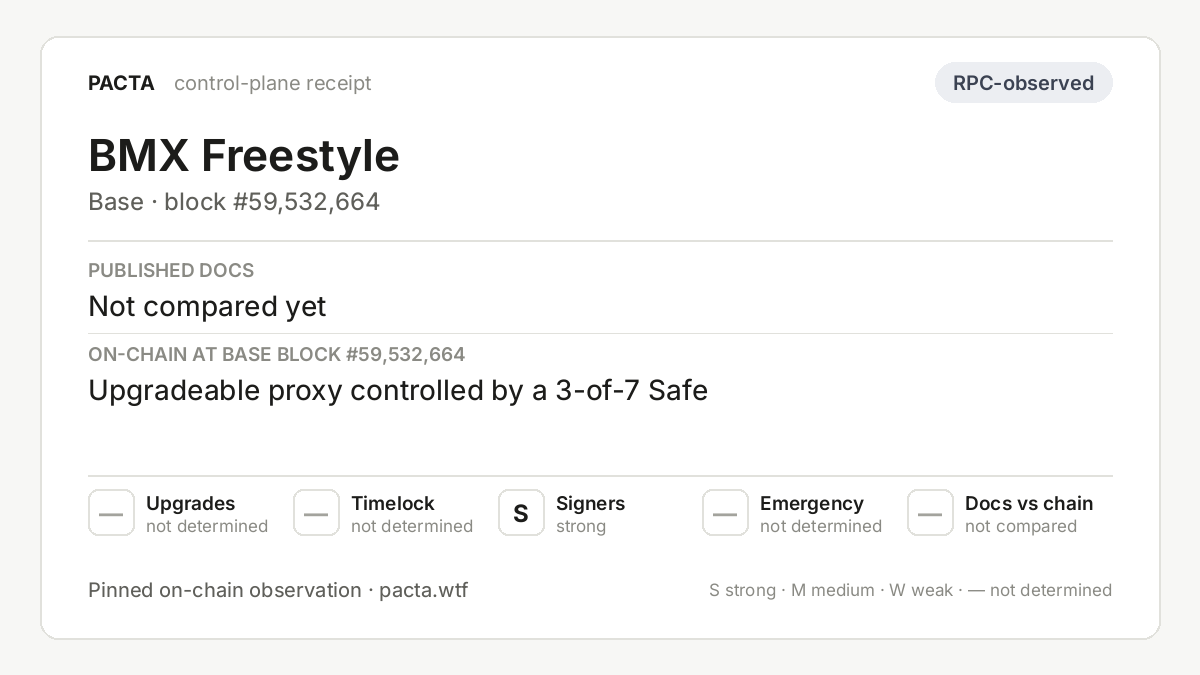 PACTA control-plane receipt RPC-observed
BMX Freestyle
Base · block #59,532,664
PUBLISHED DOCS
Not compared yet
ON-CHAIN AT BASE BLOCK #59,532,664
Upgradeable proxy controlled by a 3-of-7 Safe
— Upgrades not determined
— Timelock not determined
S Signers strong
— Emergency not determined
— Docs vs chain not compared
Pinned on-chain observation · pacta.wtf
S strong · M medium · W weak · — not determined